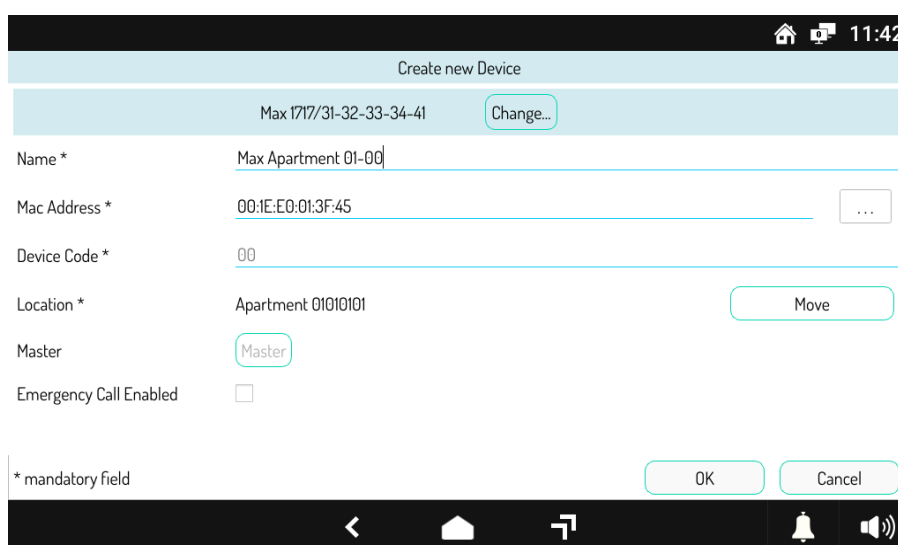 11:42
Create new Device
Max 1717/31-32-33-34-41 Change...
Name * Max Apartment 01-00
Mac Address * 00:1E:E0:01:3F:45 ...
Device Code * 00
Location * Apartment 01010101 Move
Master Master
Emergency Call Enabled
* mandatory field OK Cancel